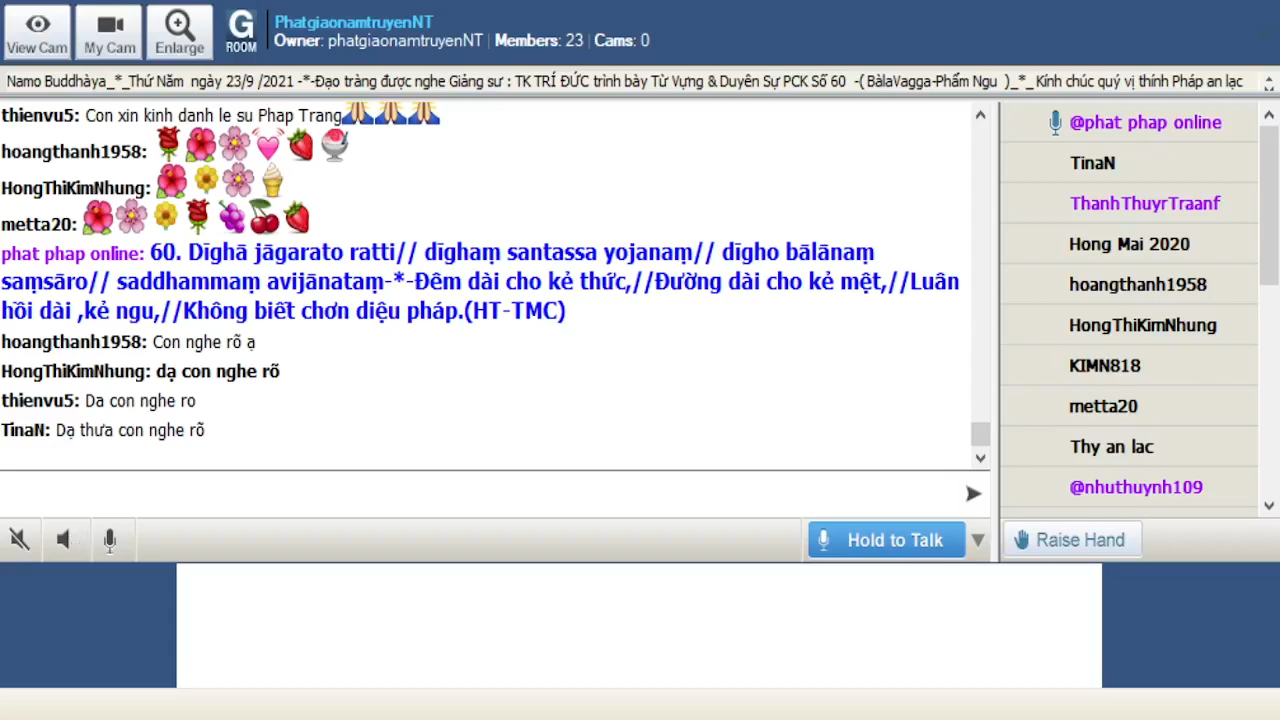 PhatgiaonamtruyenNT
G
ROOM
Owner: phatgiaonamtruyenNT | Members: 23 | Cams: 0
View Cam
My Cam
Enlarge
Namo Buddhàya_*_Thứ Năm ngày 23/9 /2021 -*-Đạo tràng được nghe Giảng sư : TK TRÍ ĐỨC trình bày Từ Vựng & Duyên Sự PCK Số 60 -( BàlaVagga-Phẩm Ngu )_*_ Kính chúc quý vị thính Pháp an lạc
thienvu5: Con xin kinh danh le su Phap Trang
hoangthanh1958:
HongThiKimNhung:
metta20:
phat phap online: 60. Dīghā jāgarato ratti// dīghaṃ santassa yojanaṃ// dīgho bālānaṃ
saṃsāro// saddhammaṃ avijānataṃ-*-Đêm dài cho kẻ thức,//Đường dài cho kẻ mệt,//Luân
hồi dài ,kẻ ngu,//Không biết chơn diệu pháp.(HT-TMC)
hoangthanh1958: Con nghe rõ ạ
HongThiKimNhung: dạ con nghe rõ
thienvu5: Da con nghe ro
TinaN: Dạ thưa con nghe rõ
@phat phap online
TinaN
ThanhThuyrTraanf
Hong Mai 2020
hoangthanh1958
HongThiKimNhung
KIMN818
metta20
Thy an lac
@nhuthuynh109
Hold to Talk
Raise Hand